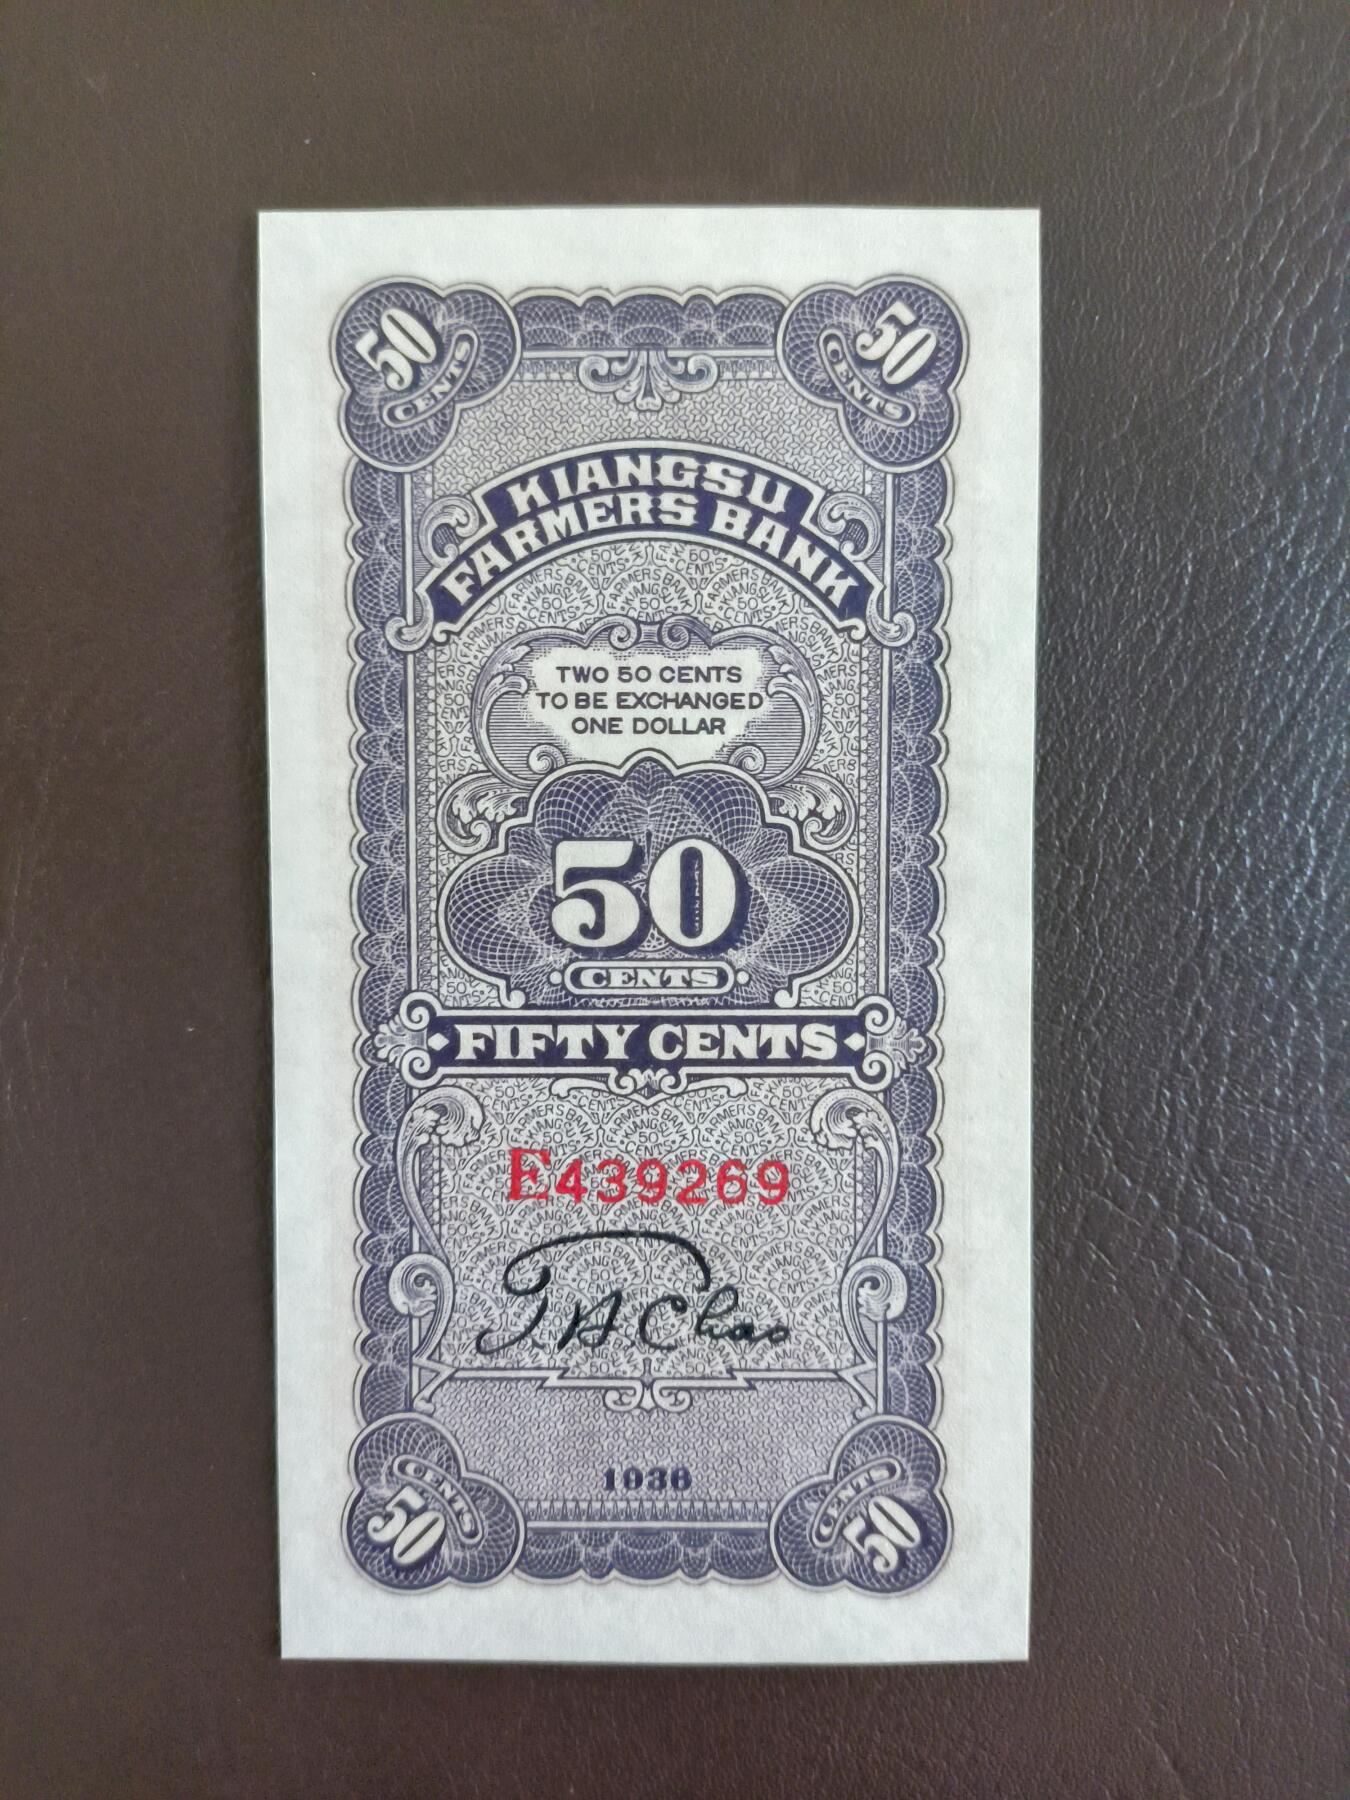 50 CENTS
50 CENTS
KIANGSU
FARMERS BANK
TWO 50 CENTS
TO BE EXCHANGED
ONE DOLLAR
50
CENTS
FIFTY CENTS
E439269
T. H. Chao
1936
CENTS 50
CENTS 50